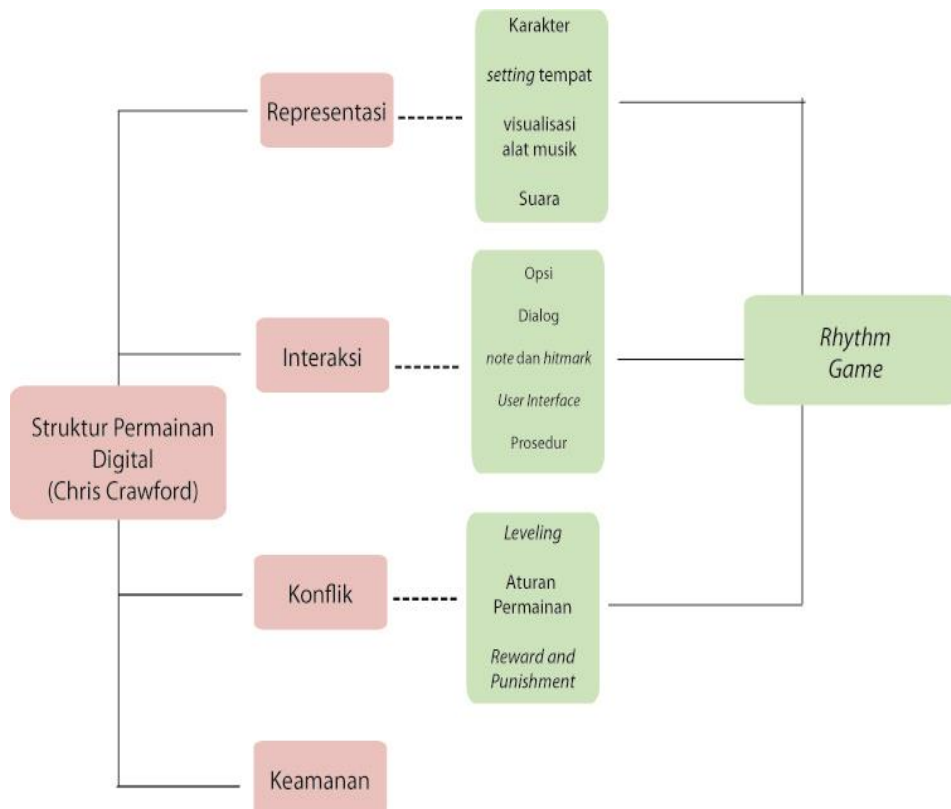 Struktur Permainan
Digital
(Chris Crawford)
Representasi
Karakter
setting tempat
visualisasi
alat musik
Suara
Interaksi
Opsi
Dialog
note dan hitmark
User Interface
Prosedur
Konflik
Leveling
Aturan
Permainan
Reward and
Punishment
Keamanan
Rhythm
Game